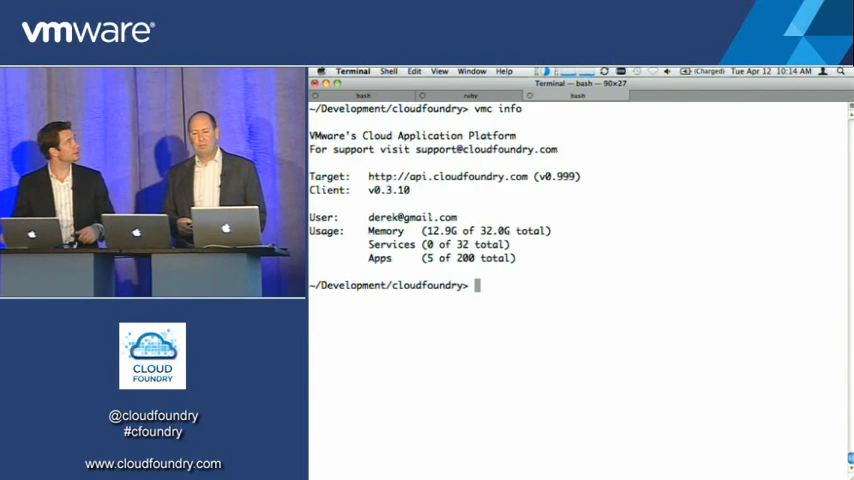 vmware®
Terminal Shell Edit View Window Help
(Charged) Tue Apr 12 10:14 AM
Terminal — bash — 90×27
bash
ruby
bash
~/Development/cloudfoundry> vmc info
VMware's Cloud Application Platform
For support visit support@cloudfoundry.com
Target: http://api.cloudfoundry.com (v0.999)
Client: v0.3.10
User: derek@gmail.com
Usage: Memory (12.9G of 32.0G total)
Services (0 of 32 total)
Apps (5 of 200 total)
~/Development/cloudfoundry>
CLOUD
FOUNDRY
@cloudfoundry
#cfoundry
www.cloudfoundry.com